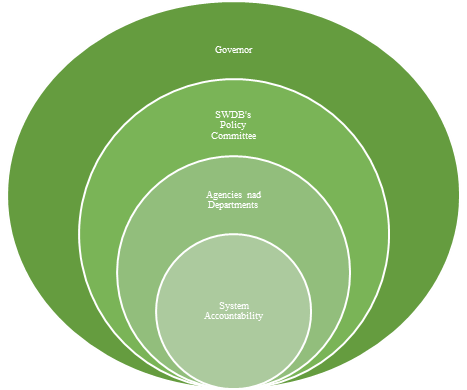 Governor
SWDB's
Policy
Committee
Agencies nad
Departments
System
Accountability